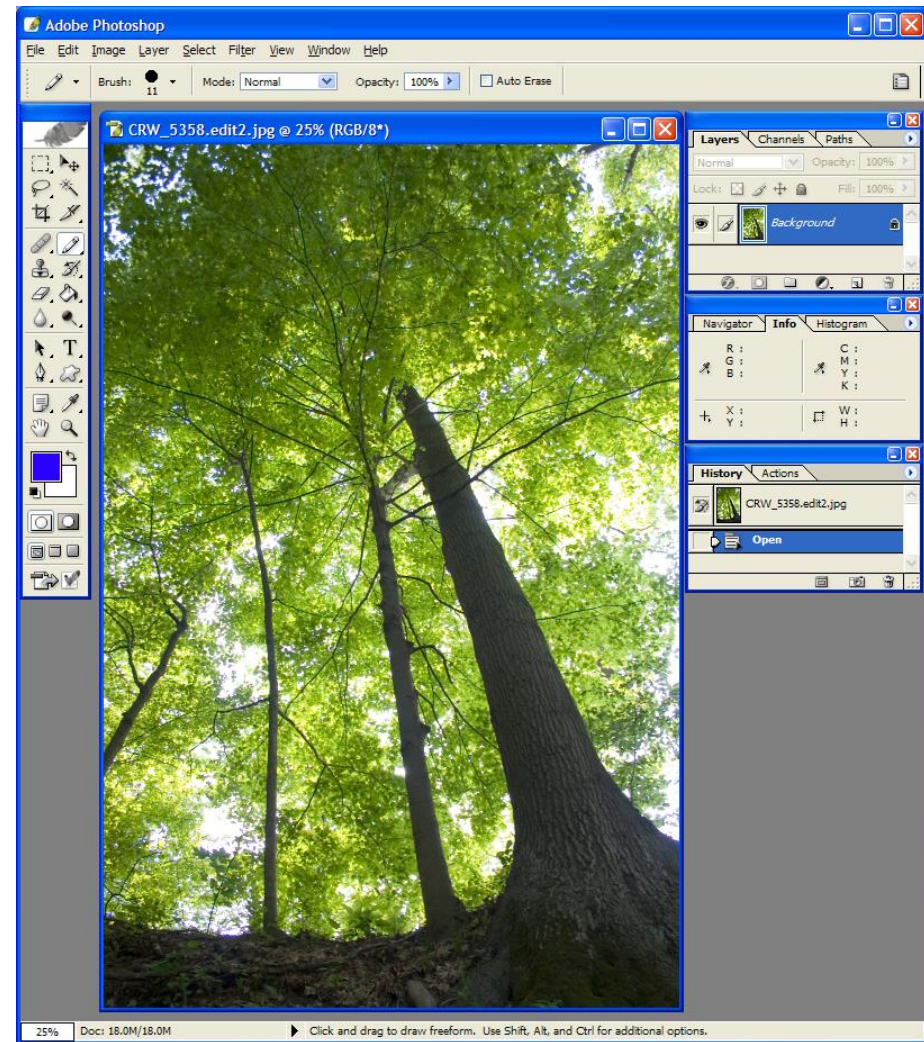 Adobe Photoshop
File Edit Image Layer Select Filter View Window Help
Brush: 11 Mode: Normal Opacity: 100% Auto Erase
CRW_5358.edit2.jpg @ 25% (RGB/8*)
Layers Channels Paths
Normal Opacity: 100%
Lock: Fill: 100%
Background
Navigator Info Histogram
R : C :
G : M :
B : Y :
K :
X : W :
Y : H :
History Actions
CRW_5358.edit2.jpg
Open
25% Doc: 18.0M/18.0M Click and drag to draw freeform. Use Shift, Alt, and Ctrl for additional options.